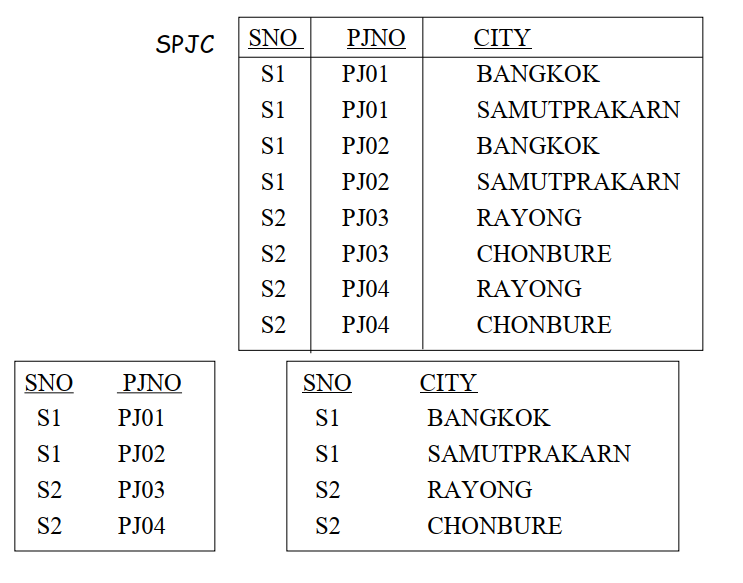 SPJC SNO PJNO CITY
S1 PJ01 BANGKOK
S1 PJ01 SAMUTPRAKARN
S1 PJ02 BANGKOK
S1 PJ02 SAMUTPRAKARN
S2 PJ03 RAYONG
S2 PJ03 CHONBURE
S2 PJ04 RAYONG
S2 PJ04 CHONBURE
SNO PJNO
S1 PJ01
S1 PJ02
S2 PJ03
S2 PJ04
SNO CITY
S1 BANGKOK
S1 SAMUTPRAKARN
S2 RAYONG
S2 CHONBURE